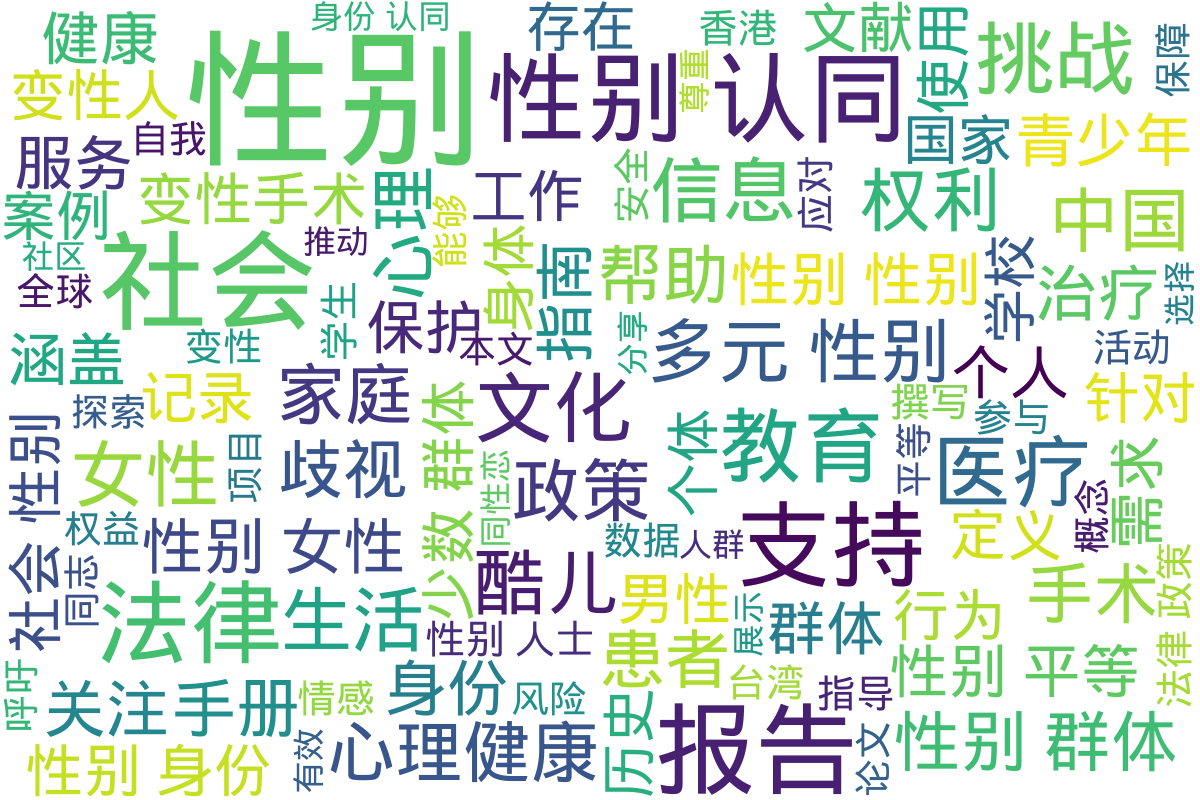 身份 认同
存在
香港
文献
使用
挑战
保障
健康
性别
性别 认同
尊重
变性人
自我
国家
青少年
服务
变性手术
心理
工作
安全
信息
应对
权利
中国
案例
能够
社区
社会
推动
身体
指南
帮助
性别 性别
学校
治疗
选择
全球
学生
保护
本文
分享
多元 性别
个人
活动
涵盖
变性
记录
家庭
文化
探索
群体
个体
教育
撰写
参与
针对
社会 性别
女性
项目
歧视
同性恋
政策
平等
医疗
需求
概念
权益
性别 女性
少数
数据
人群
支持
定义
同志
酷儿
男性
手术
政策
法律
生活
展示
群体
行为
性别 人士
患者
性别 平等
法律
呼吁
关注
手册
情感
身份
风险
台湾
指导
性别 身份
有效
心理健康
历史
报告
论文
性别 群体